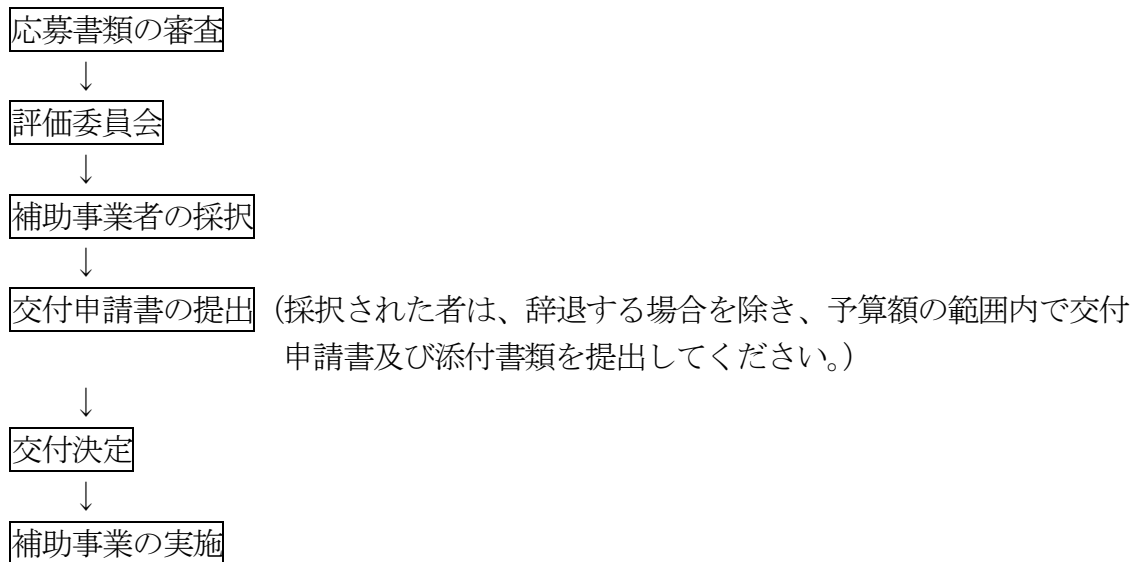 応募書類の審査
↓
評価委員会
↓
補助事業者の採択
↓
交付申請書の提出（採択された者は、辞退する場合を除き、予算額の範囲内で交付
申請書及び添付書類を提出してください。）
↓
交付決定
↓
補助事業の実施